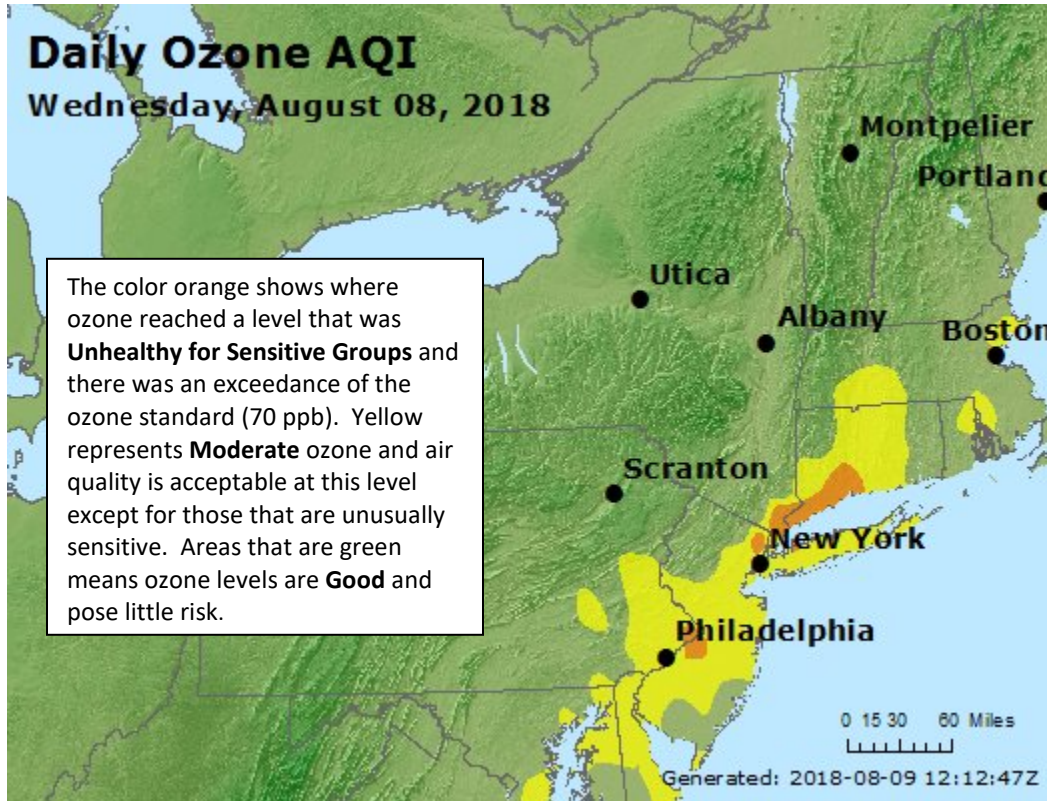 Daily Ozone AQI
Wednesday, August 08, 2018
Montpelier
Portland
Utica
Albany
Boston
The color orange shows where
ozone reached a level that was
Unhealthy for Sensitive Groups and
there was an exceedance of the
ozone standard (70 ppb). Yellow
represents Moderate ozone and air
quality is acceptable at this level
except for those that are unusually
sensitive. Areas that are green
means ozone levels are Good and
pose little risk.
Scranton
New York
Philadelphia
0 15 30 60 Miles
Generated: 2018-08-09 12:12:47Z